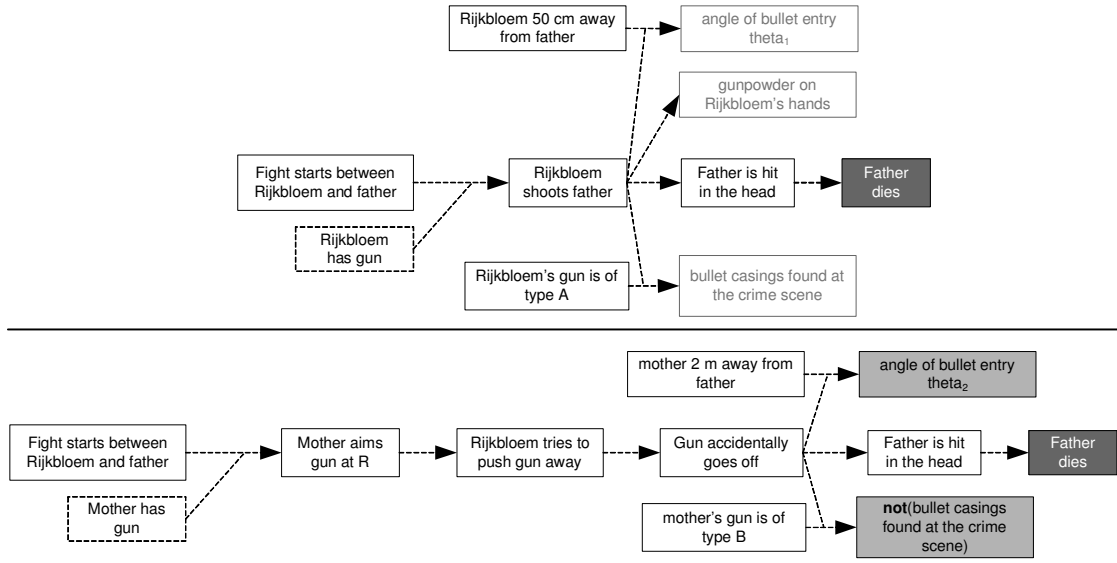 Rijkbloem 50 cm away
from father
angle of bullet entry
theta₁
gunpowder on
Rijkbloem's hands
Fight starts between
Rijkbloem and father
Rijkbloem
shoots father
Father is hit
in the head
Father
dies
Rijkbloem
has gun
Rijkbloem's gun is of
type A
bullet casings found at
the crime scene
mother 2 m away from
father
angle of bullet entry
theta₂
Fight starts between
Rijkbloem and father
Mother aims
gun at R
Rijkbloem tries to
push gun away
Gun accidentally
goes off
Father is hit
in the head
Father
dies
Mother has
gun
mother's gun is of
type B
not(bullet casings
found at the crime
scene)